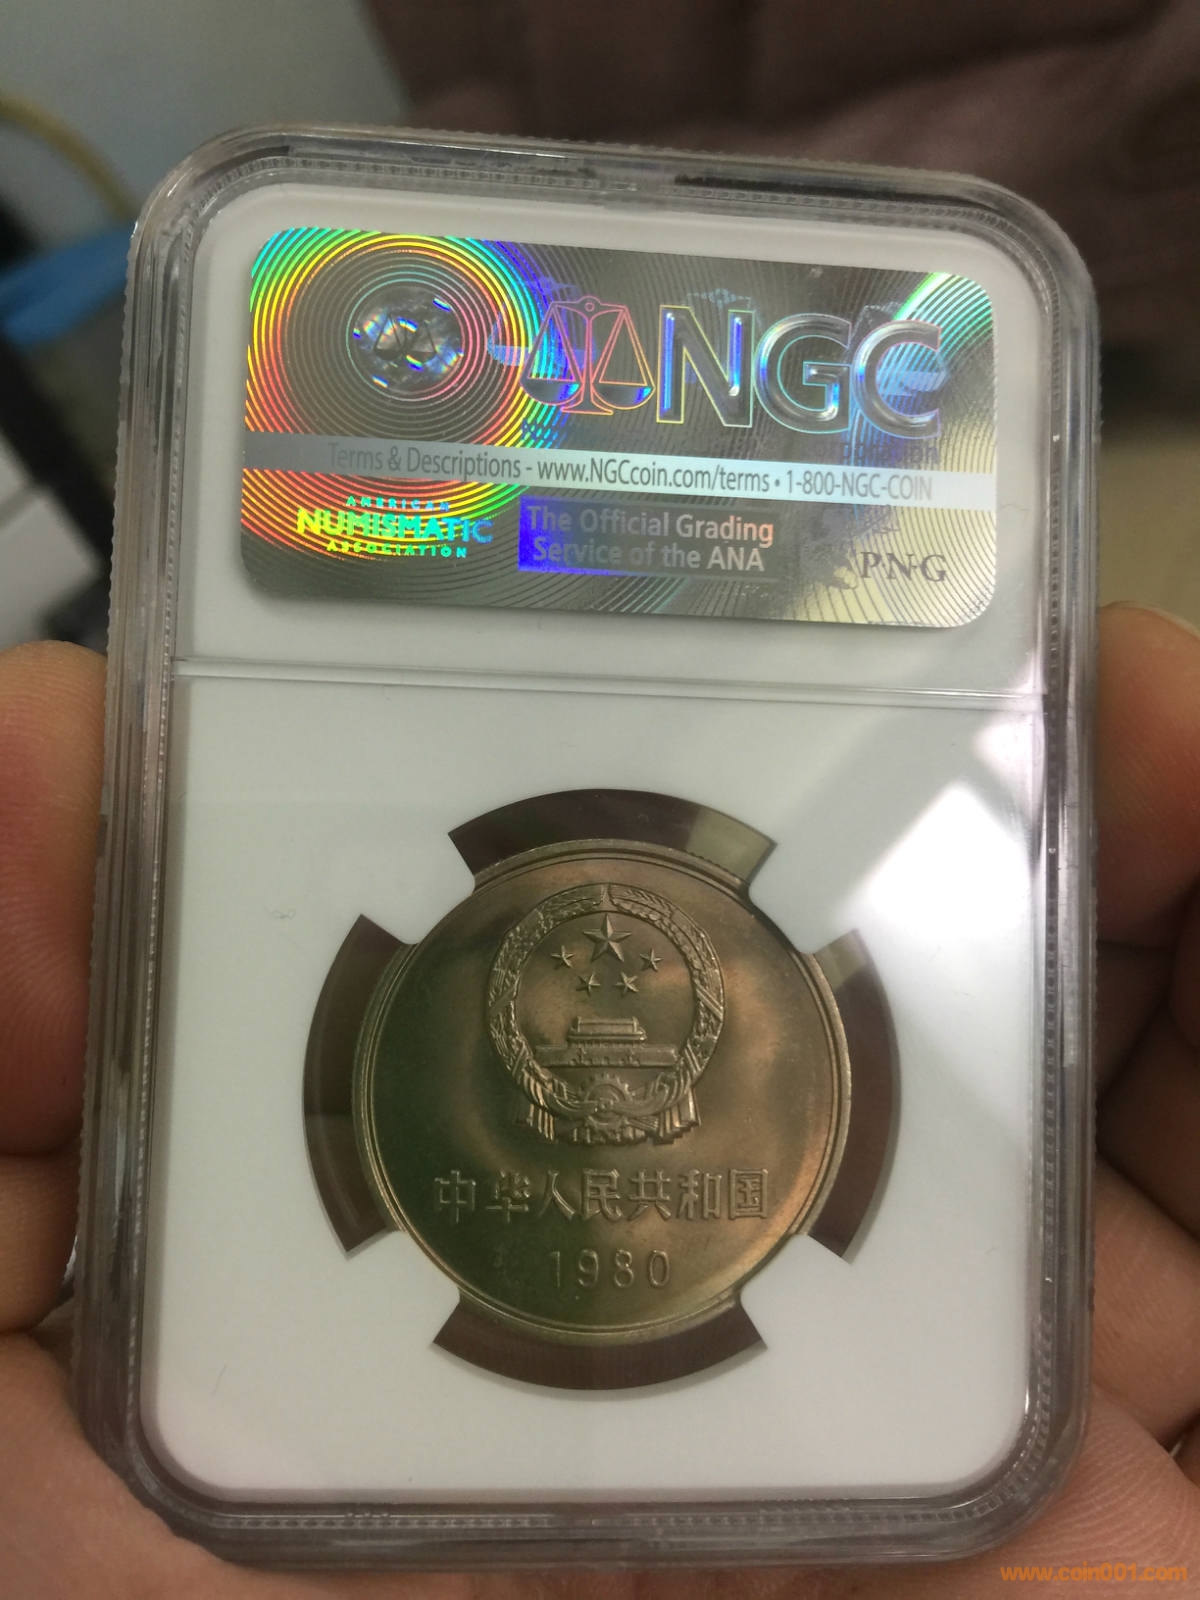 NGC
Terms & Descriptions - www.NGCcoin.com/terms • 1-800-NGC-COIN
AMERICAN
NUMISMATIC
ASSOCIATION
The Official Grading
Service of the ANA
P·N·G
中华人民共和国
1980
www.coin001.com